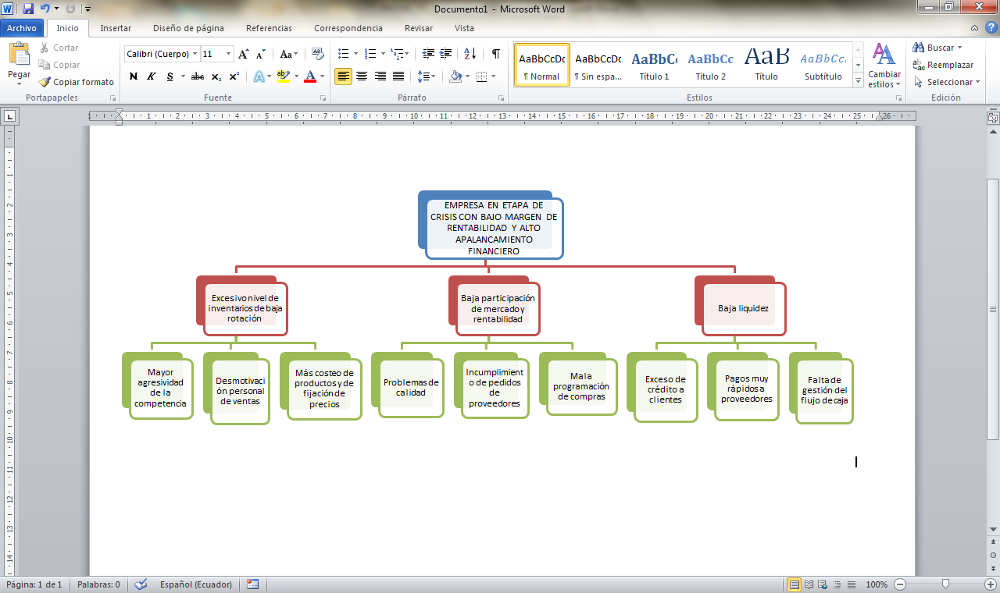 Documento1 - Microsoft Word
Archivo
Inicio
Insertar
Diseño de página
Referencias
Correspondencia
Revisar
Vista
Pegar
Cortar
Copiar
Copiar formato
Portapapeles
Calibri (Cuerpo)
11
Fuente
Párrafo
AaBbCcDc
¶ Normal
AaBbCcDc
¶ Sin espa...
AaBbCc
Título 1
AaBbCc
Título 2
AaB
Título
AaBbCc.
Subtítulo
Cambiar
estilos
Estilos
Buscar
Reemplazar
Seleccionar
Edición
EMPRESA EN ETAPA DE
CRISIS CON BAJO MARGEN DE
RENTABILIDAD Y ALTO
APALANCAMIENTO
FINANCIERO
Excesivo nivel de
inventarios de baja
rotación
Baja participación
de mercado y
rentabilidad
Baja liquidez
Mayor
agresividad
de la
competencia
Desmotivaci
ón personal
de ventas
Más costeo de
productos y de
fijación de
precios
Problemas de
calidad
Incumplimient
o de pedidos
de
proveedores
Mala
programación
de compras
Exceso de
crédito a
clientes
Pagos muy
rápidos a
proveedores
Falta de
gestión del
flujo de caja
Página: 1 de 1
Palabras: 0
Español (Ecuador)
100%